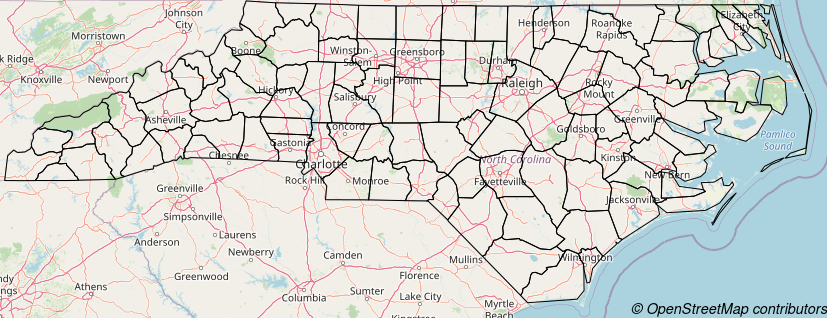 Johnson
City
Henderson
Roanoke
Rapids
Elizabeth
City
Morristown
Boone
Winston-
Salem
Greensboro
Durham
Knoxville
Newport
High Point
Raleigh
Rocky
Mount
Hickory
Salisbury
Asheville
Concord
Goldsboro
Greenville
Pamlico
Sound
Gastonia
Chesnee
Charlotte
North Carolina
Kinston
Rock Hill
Monroe
Fayetteville
New Bern
Greenville
Jacksonville
Simpsonville
Anderson
Laurens
Newberry
Camden
Mullins
Wilmington
Greenwood
Florence
Athens
Columbia
Sumter
Lake City
Myrtle
Beach
© OpenStreetMap contributors